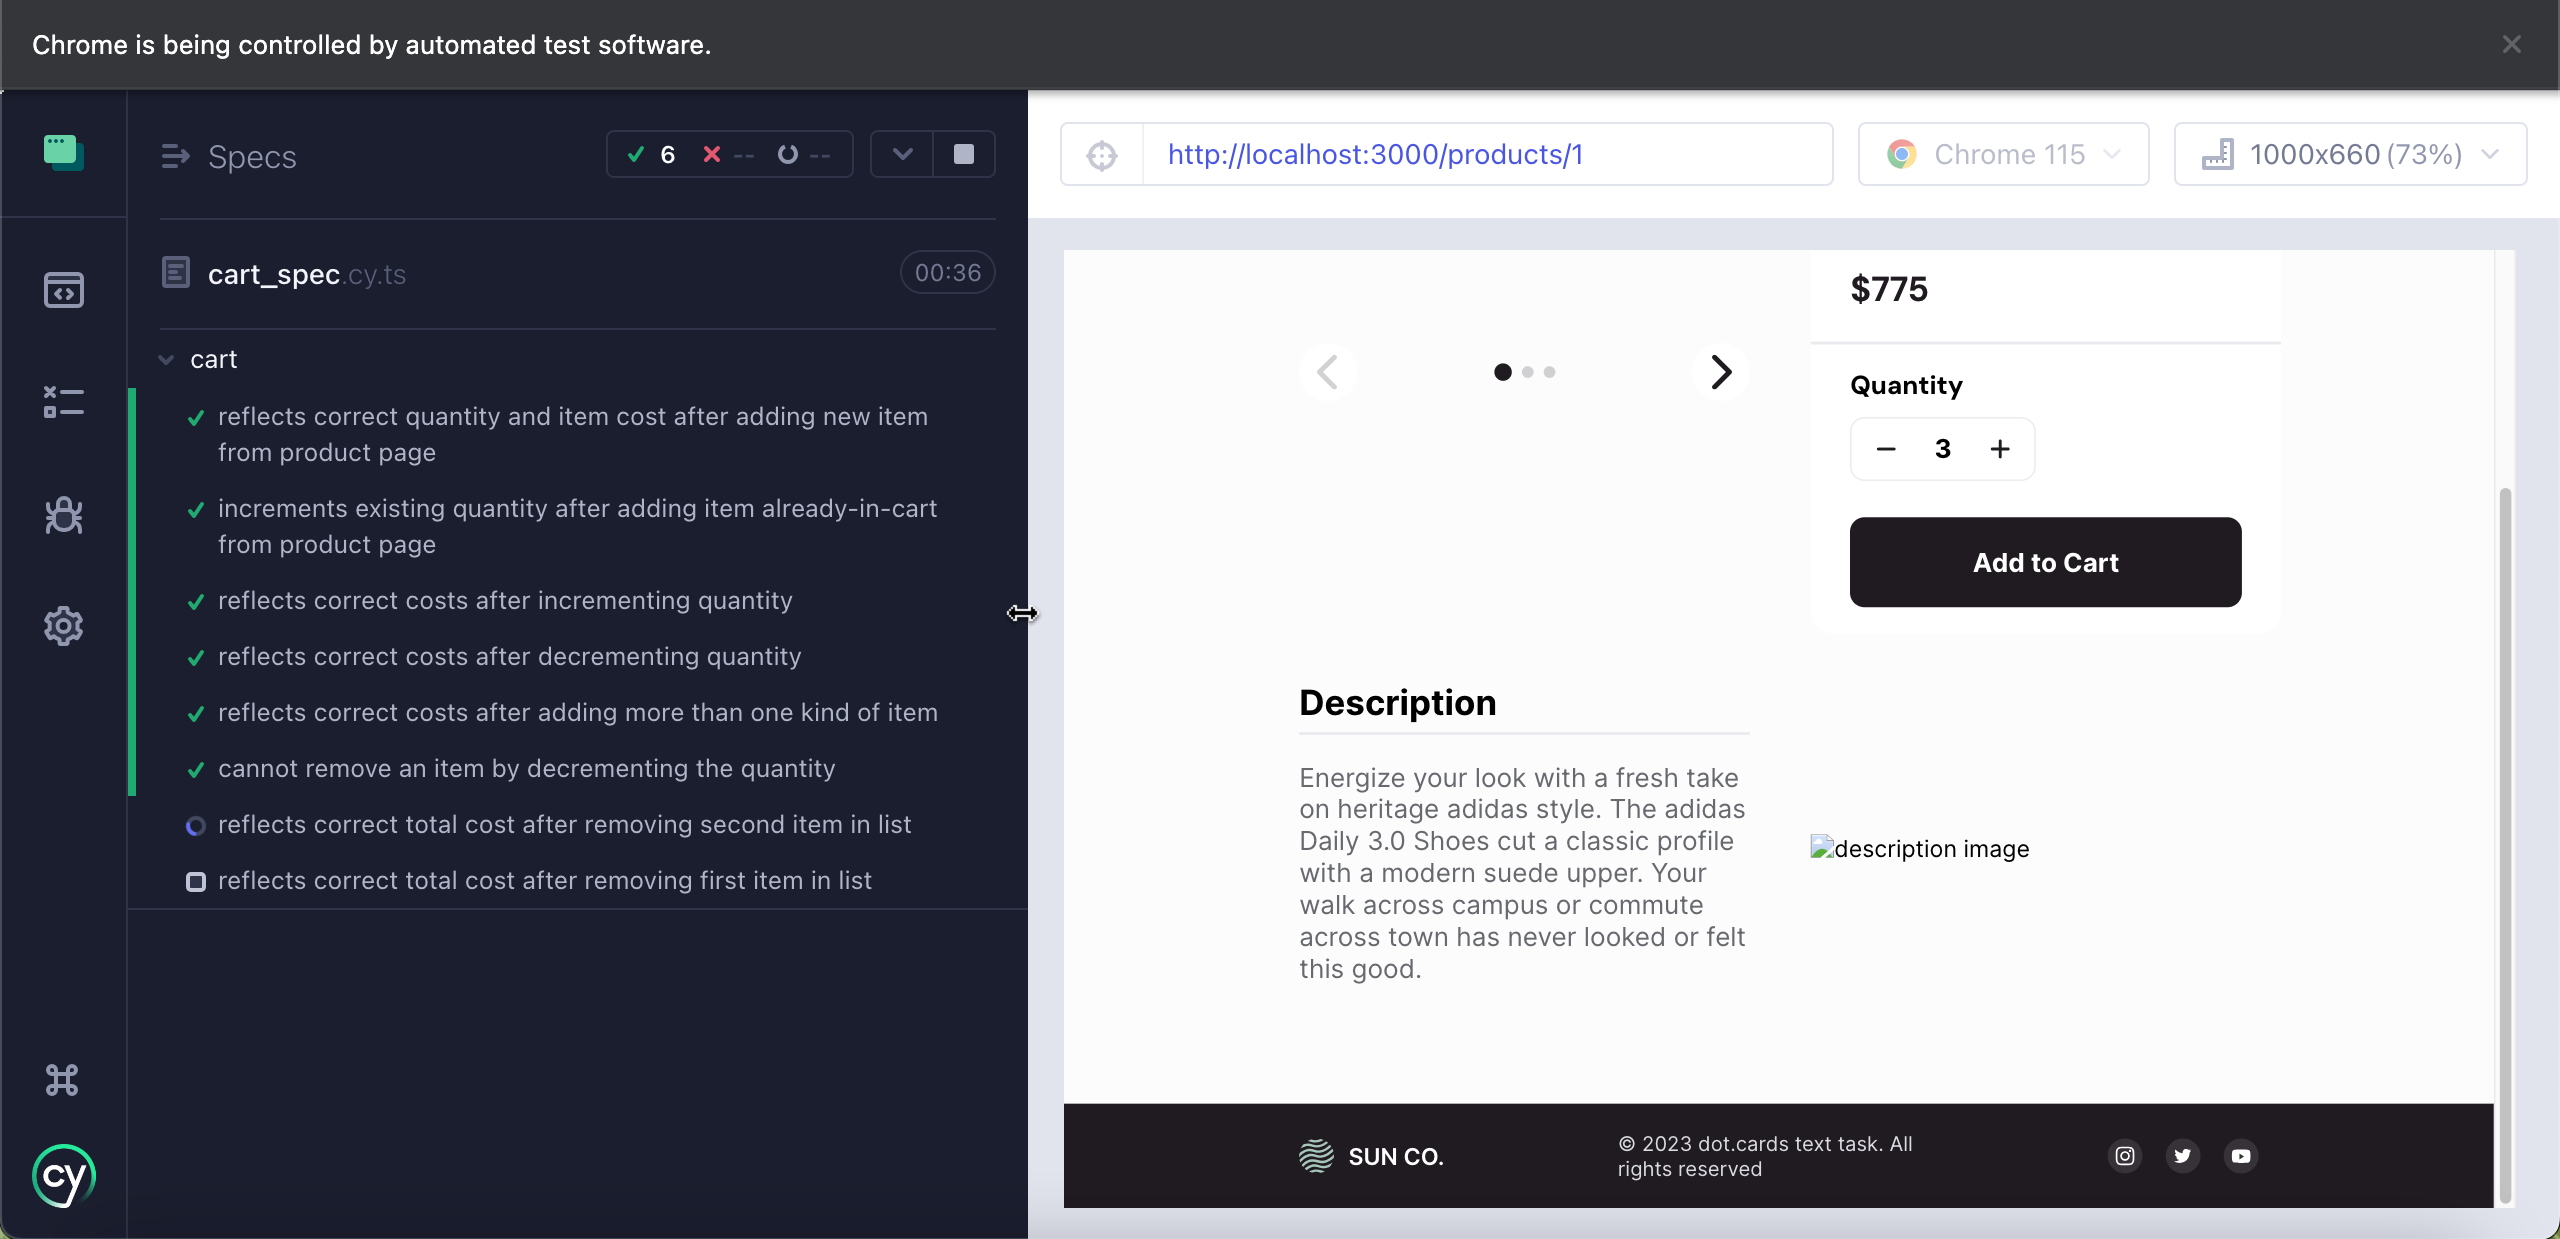 Chrome is being controlled by automated test software.
Specs
6 -- --
cart_spec.cy.ts
00:36
cart
reflects correct quantity and item cost after adding new item
from product page
increments existing quantity after adding item already-in-cart
from product page
reflects correct costs after incrementing quantity
reflects correct costs after decrementing quantity
reflects correct costs after adding more than one kind of item
cannot remove an item by decrementing the quantity
reflects correct total cost after removing second item in list
reflects correct total cost after removing first item in list
cy
http://localhost:3000/products/1
Chrome 115
1000x660 (73%)
$775
Quantity
− 3 +
Add to Cart
Description
Energize your look with a fresh take
on heritage adidas style. The adidas
Daily 3.0 Shoes cut a classic profile
with a modern suede upper. Your
walk across campus or commute
across town has never looked or felt
this good.
description image
SUN CO.
© 2023 dot.cards text task. All
rights reserved